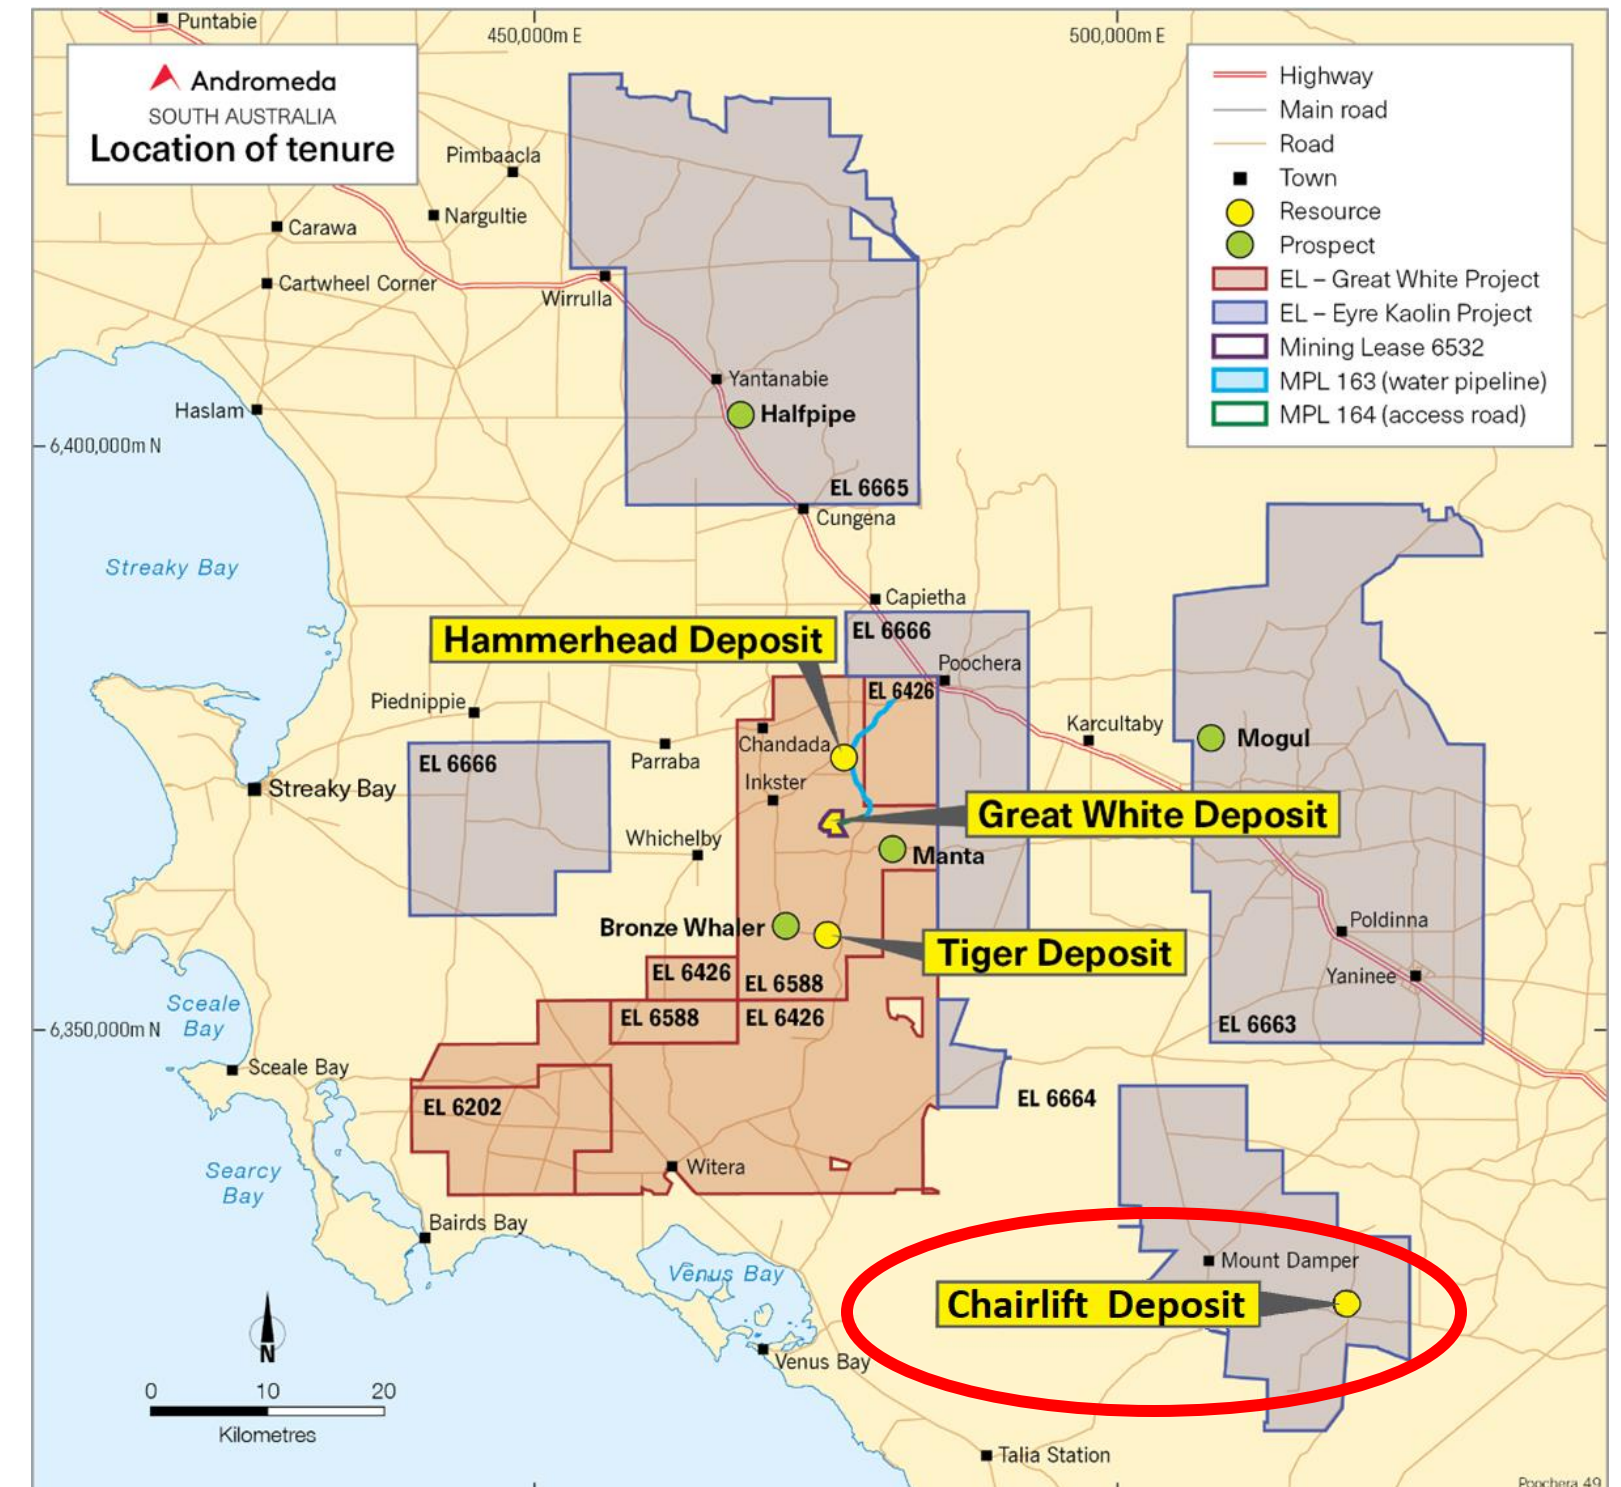 Puntabie
450,000m E
500,000m E
Andromeda
SOUTH AUSTRALIA
Location of tenure
Highway
Main road
Road
Town
Resource
Prospect
EL – Great White Project
EL – Eyre Kaolin Project
Mining Lease 6532
MPL 163 (water pipeline)
MPL 164 (access road)
Pimbaacla
Nargultie
Carawa
Cartwheel Corner
Wirrulla
Yantanabie
Haslam
Halfpipe
6,400,000m N
EL 6665
Cungena
Streaky Bay
Capietha
EL 6666
Hammerhead Deposit
Poochera
EL 6426
Piednippie
Karcultaby
Chandada
Mogul
Parraba
EL 6666
Inkster
Streaky Bay
Great White Deposit
Whichelby
Manta
Poldinna
Bronze Whaler
Tiger Deposit
EL 6426
EL 6588
Yaninee
Sceale
Bay
EL 6588
EL 6426
EL 6663
6,350,000m N
Sceale Bay
EL 6664
EL 6202
Searcy
Bay
Witera
Bairds Bay
Mount Damper
Venus Bay
Chairlift Deposit
N
Venus Bay
0 10 20
Kilometres
Talia Station
Poochera 49